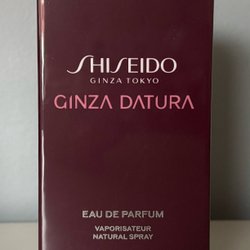 SHISEIDO
GINZA TOKYO
GINZA DATURA
EAU DE PARFUM
VAPORISATEUR
NATURAL SPRAY